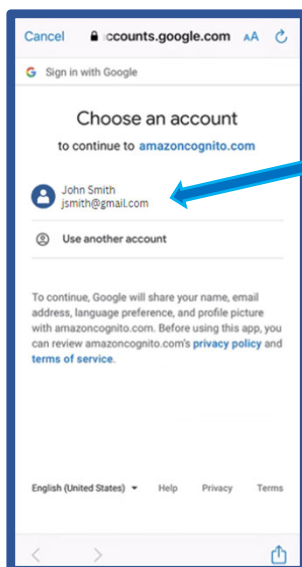 Cancel ccounts.google.com AA
G Sign in with Google
Choose an account
to continue to amazoncognito.com
John Smith
jsmith@gmail.com
Use another account
To continue, Google will share your name, email
address, language preference, and profile picture
with amazoncognito.com. Before using this app, you
can review amazoncognito.com's privacy policy and
terms of service.
English (United States) Help Privacy Terms